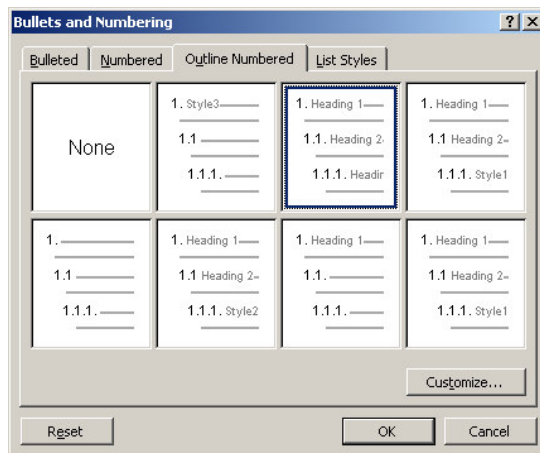 Bullets and Numbering
Bulleted Numbered Outline Numbered List Styles
None
1. Style3
1.1
1.1.1.
1. Heading 1
1.1. Heading 2
1.1.1. Headir
1. Heading 1
1.1 Heading 2
1.1.1. Style1
1.
1.1
1.1.1.
1. Heading 1
1.1 Heading 2
1.1.1. Style2
1. Heading 1
1.1.
1.1.1.
1. Heading 1
1.1 Heading 2
1.1.1. Style1
Customize...
Reset OK Cancel